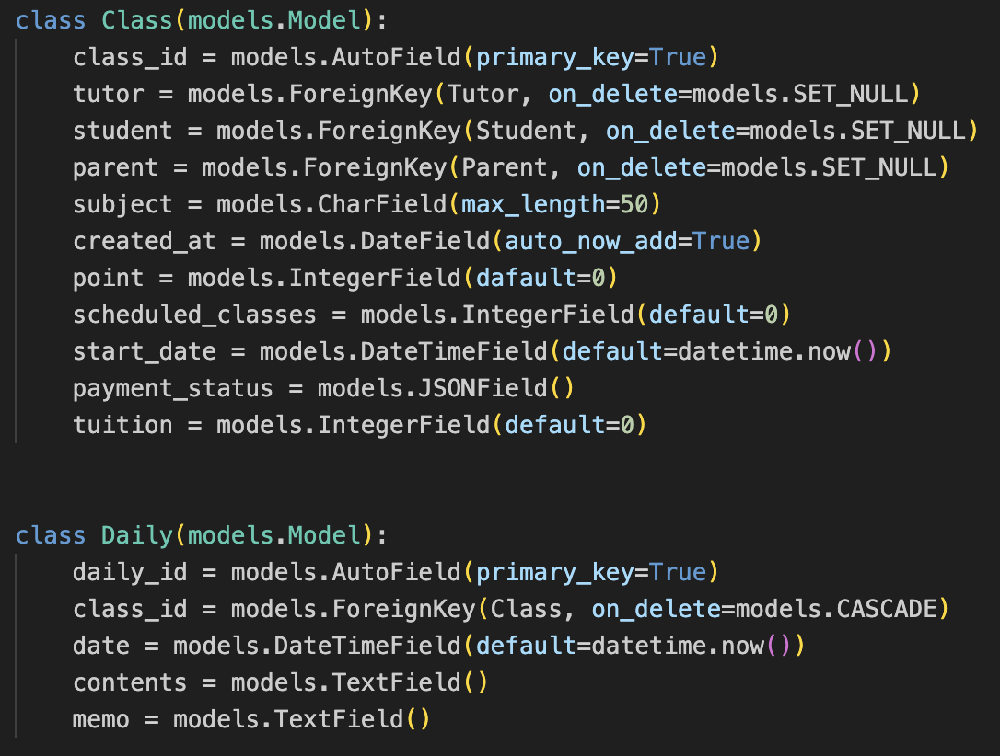 class Class(models.Model):
    class_id = models.AutoField(primary_key=True)
    tutor = models.ForeignKey(Tutor, on_delete=models.SET_NULL)
    student = models.ForeignKey(Student, on_delete=models.SET_NULL)
    parent = models.ForeignKey(Parent, on_delete=models.SET_NULL)
    subject = models.CharField(max_length=50)
    created_at = models.DateField(auto_now_add=True)
    point = models.IntegerField(dafault=0)
    scheduled_classes = models.IntegerField(default=0)
    start_date = models.DateTimeField(default=datetime.now())
    payment_status = models.JSONField()
    tuition = models.IntegerField(default=0)
class Daily(models.Model):
    daily_id = models.AutoField(primary_key=True)
    class_id = models.ForeignKey(Class, on_delete=models.CASCADE)
    date = models.DateTimeField(default=datetime.now())
    contents = models.TextField()
    memo = models.TextField()